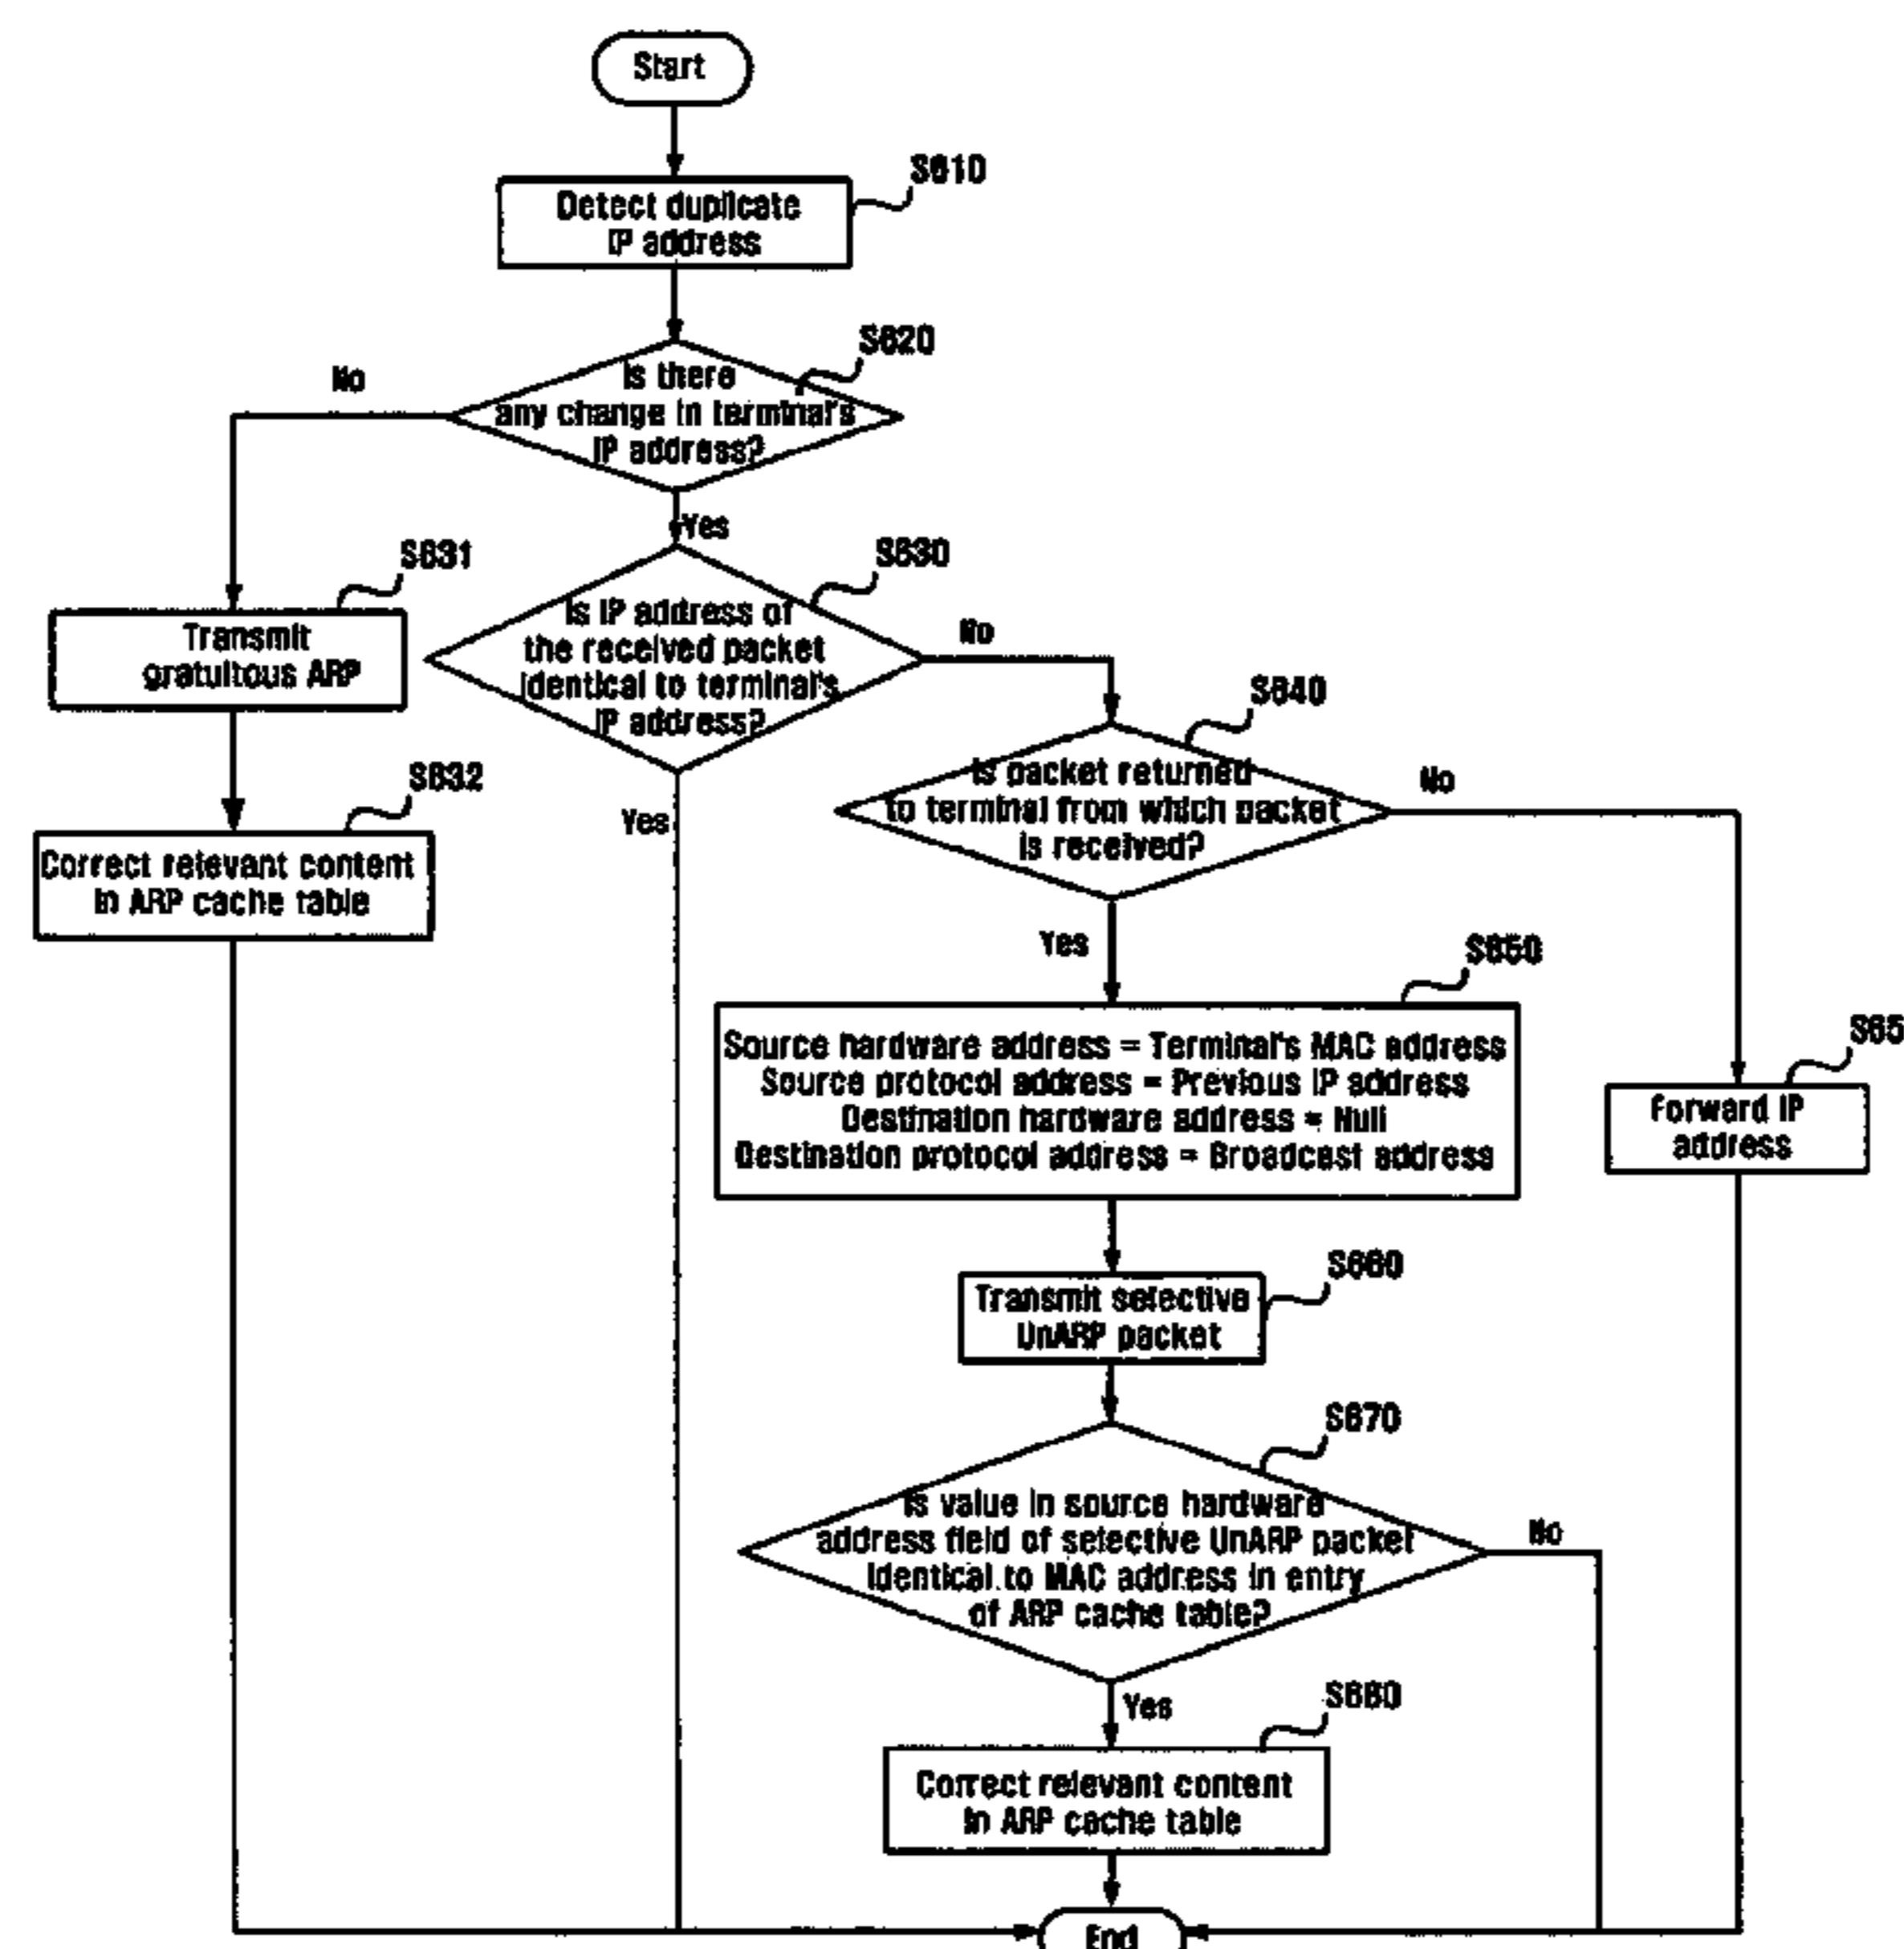 Start
S610
Detect duplicate
IP address
S620
Is there
any change in terminal's
IP address?
No
Yes
S631
Transmit
gratuitous ARP
S630
Is IP address of
the received packet
identical to terminal's
IP address?
No
Yes
S632
Correct relevant content
in ARP cache table
S640
Is packet returned
to terminal from which packet
is received?
No
Yes
S650
Source hardware address = Terminal's MAC address
Source protocol address = Previous IP address
Destination hardware address = Null
Destination protocol address = Broadcast address
S65
Forward IP
address
S660
Transmit selective
UnARP packet
S670
Is value in source hardware
address field of selective UnARP packet
identical to MAC address in entry
of ARP cache table?
No
Yes
S680
Correct relevant content
in ARP cache table
End